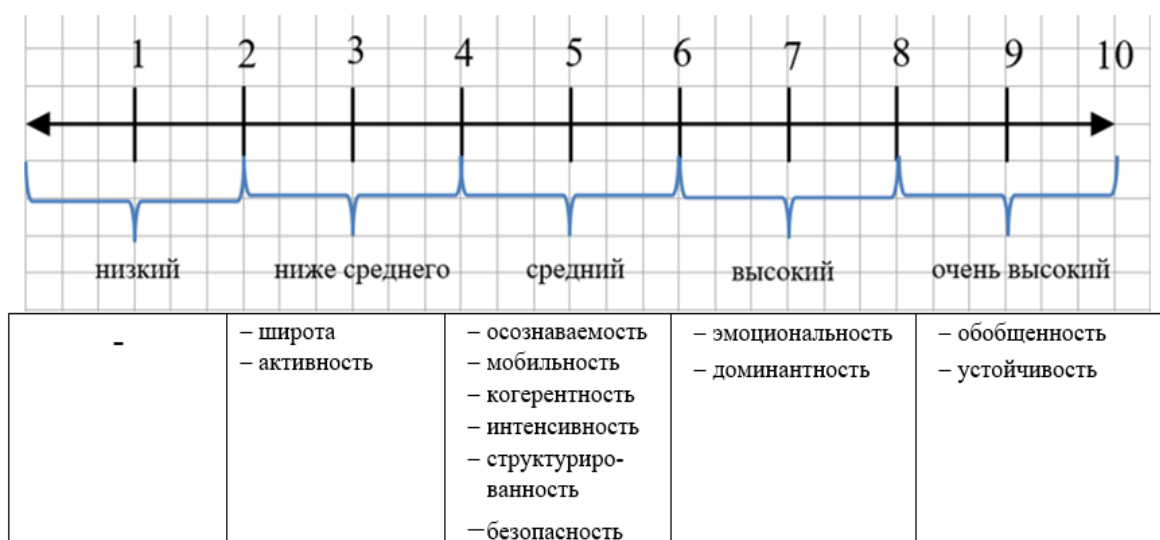 1 2 3 4 5 6 7 8 9 10
низкий ниже среднего средний высокий очень высокий
-
– широта
– активность
– осознаваемость
– мобильность
– когерентность
– интенсивность
– структуриро-
ванность
– безопасность
– эмоциональность
– доминантность
– обобщенность
– устойчивость